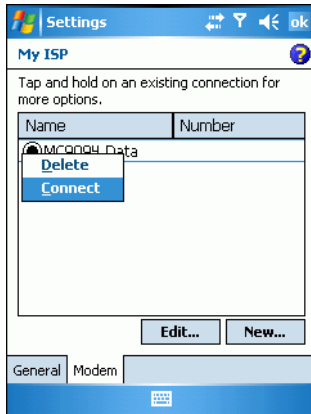 Settings
ok
My ISP
?
Tap and hold on an existing connection for
more options.
Name Number
MC9094 Data
Delete
Connect
Edit... New...
General Modem